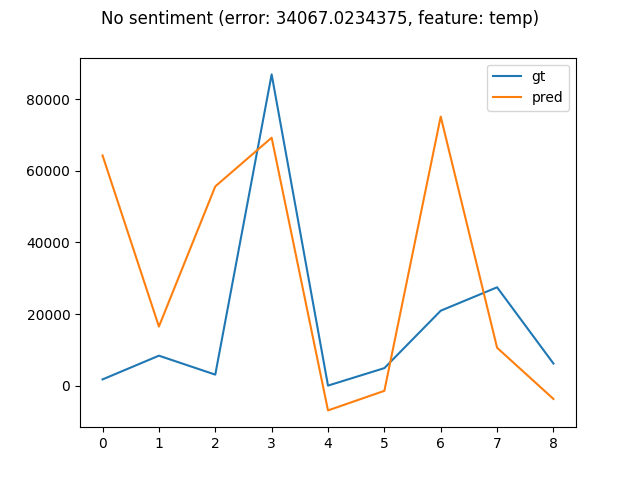 No sentiment (error: 34067.0234375, feature: temp)
gt
pred
80000
60000
40000
20000
0
0 1 2 3 4 5 6 7 8